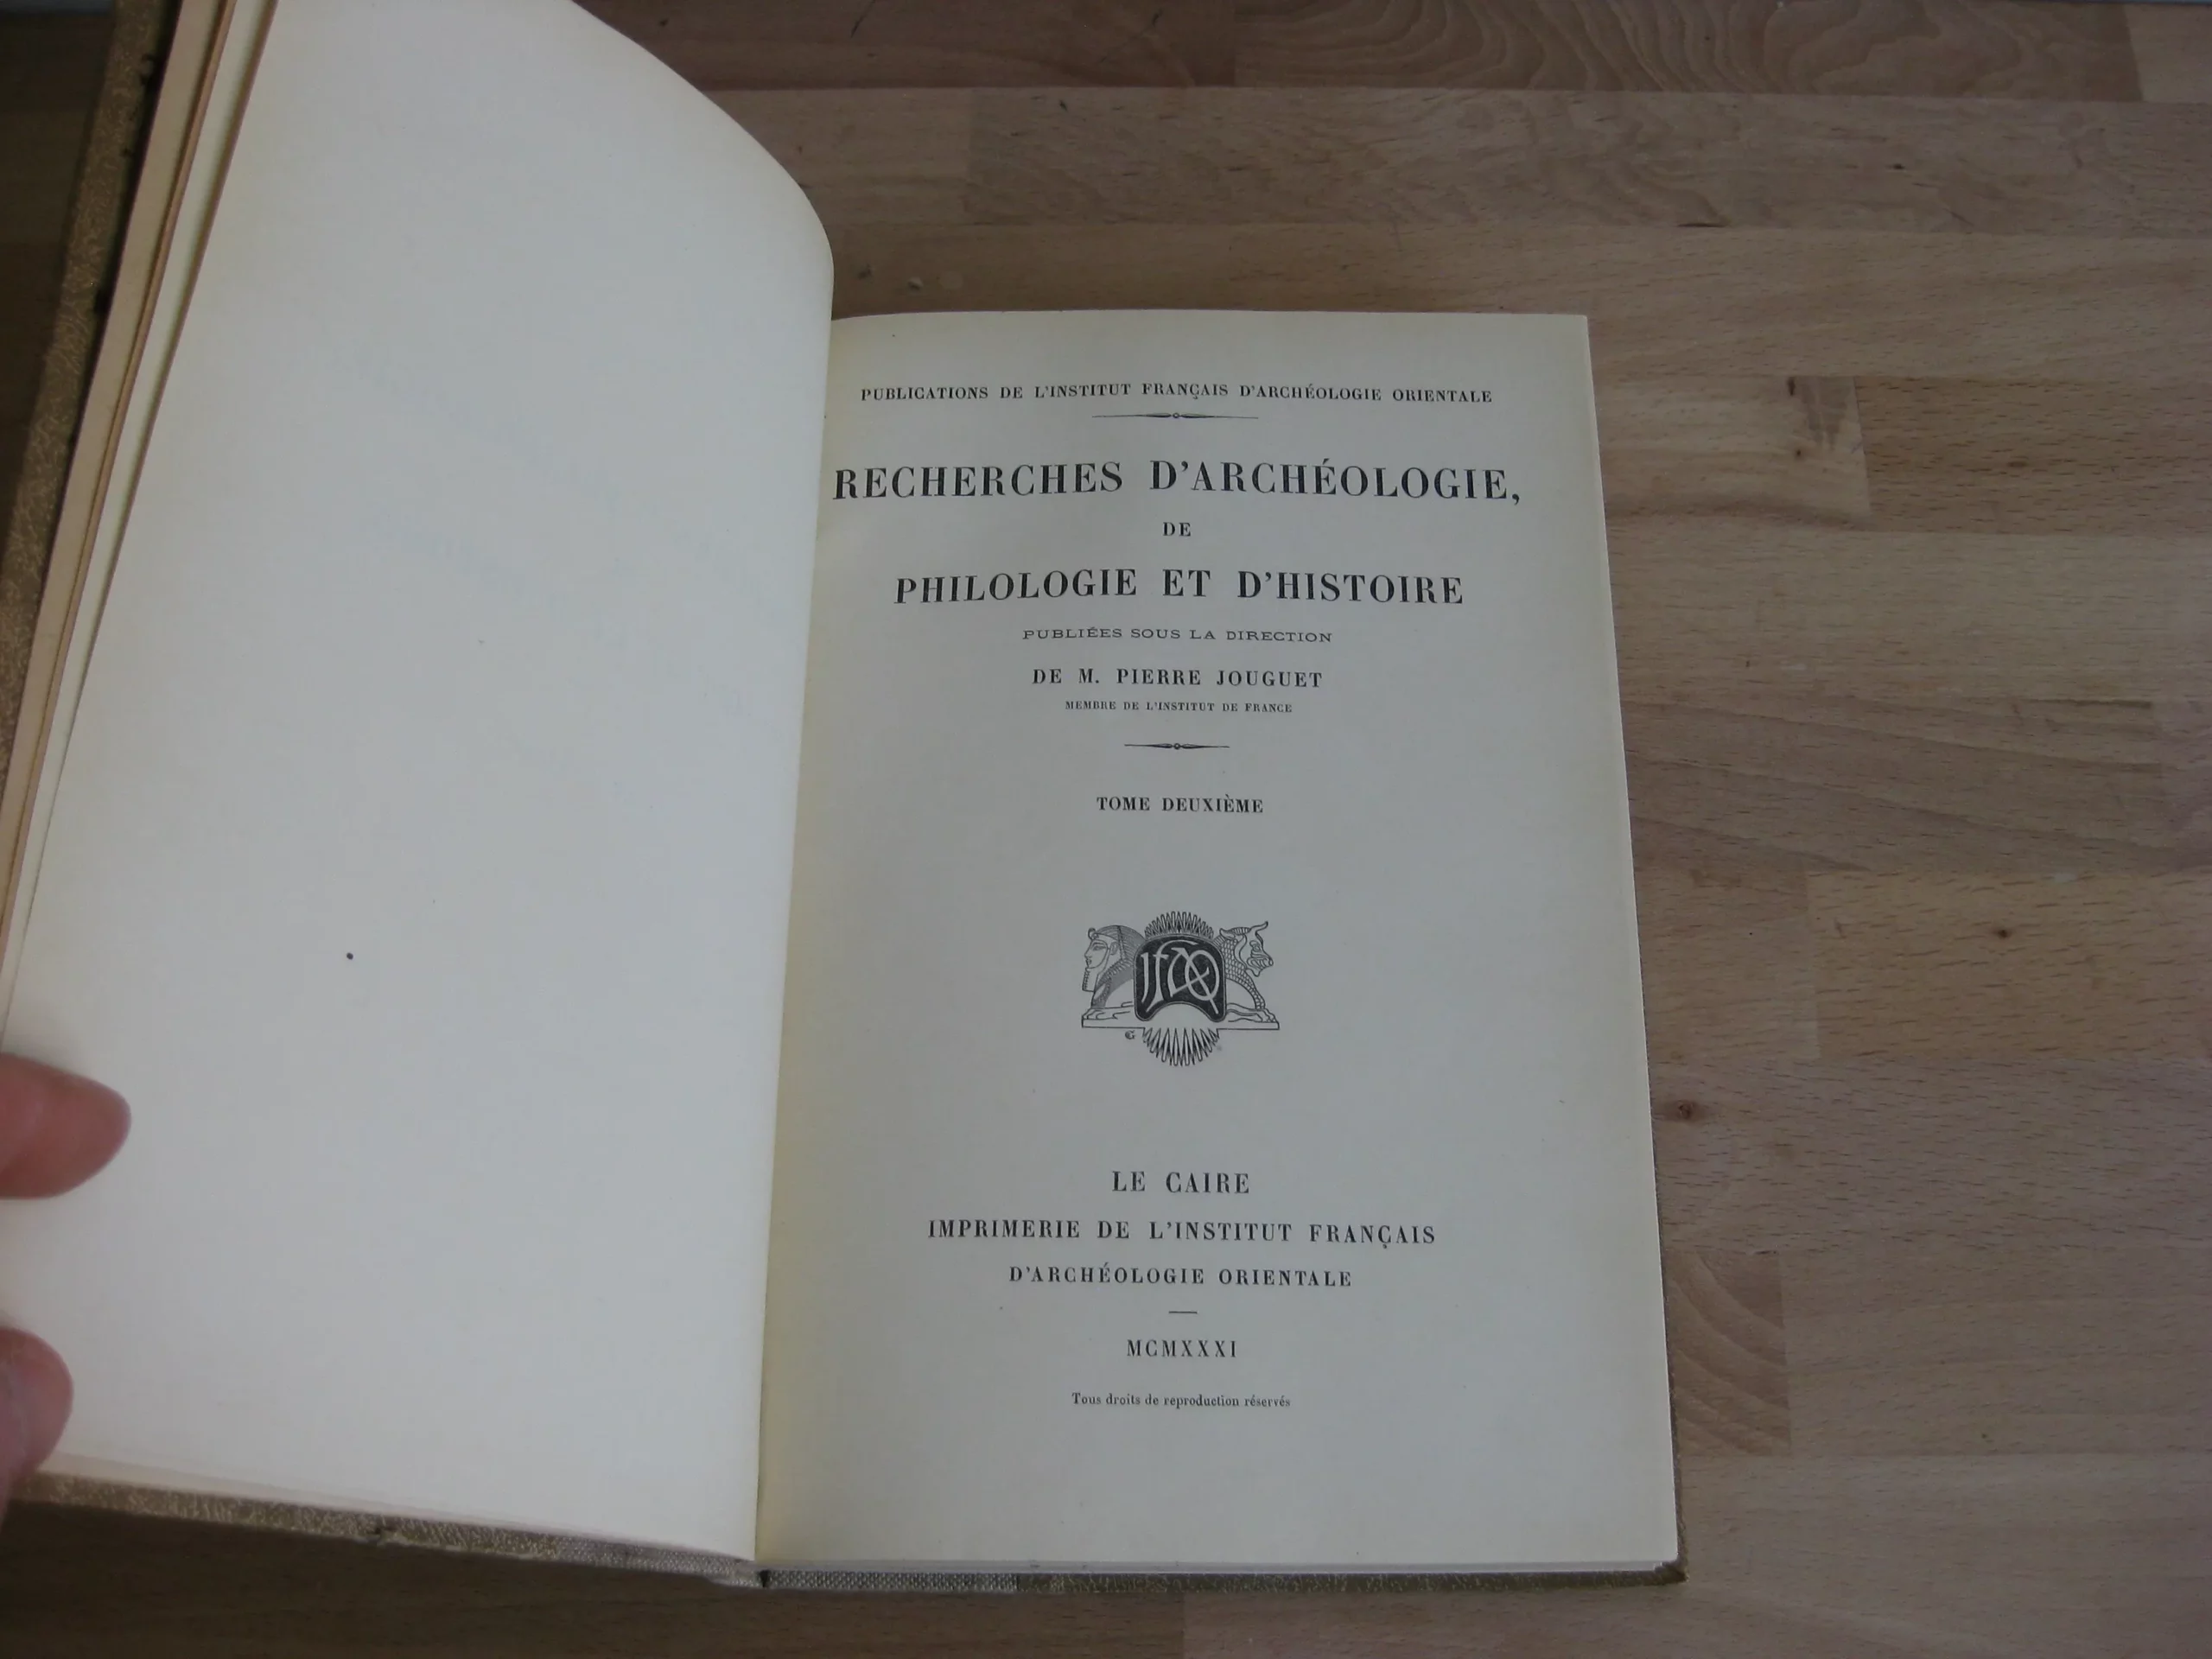 PUBLICATIONS DE L'INSTITUT FRANÇAIS D'ARCHÉOLOGIE ORIENTALE
RECHERCHES D'ARCHÉOLOGIE,
DE
PHILOLOGIE ET D'HISTOIRE
PUBLIÉES SOUS LA DIRECTION
DE M. PIERRE JOUGUET
MEMBRE DE L'INSTITUT DE FRANCE
TOME DEUXIÈME
LE CAIRE
IMPRIMERIE DE L'INSTITUT FRANÇAIS
D'ARCHÉOLOGIE ORIENTALE
MCMXXXI
Tous droits de reproduction réservés